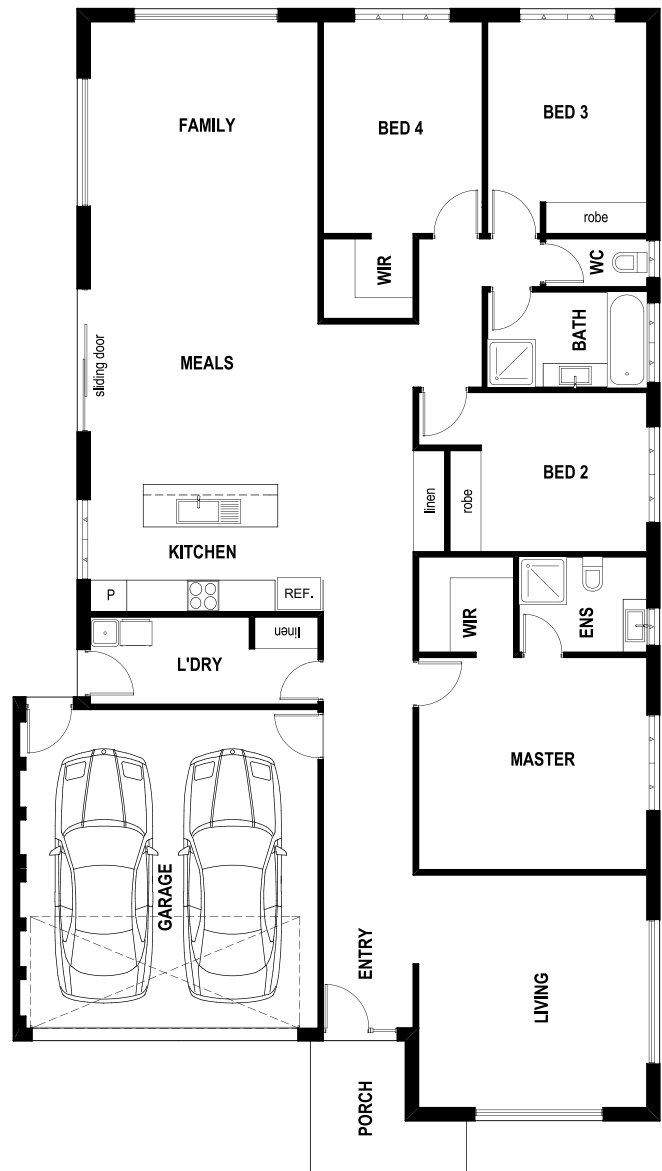 FAMILY
BED 4
BED 3
robe
WIR
WC
BATH
sliding door
MEALS
BED 2
linen
robe
KITCHEN
P
REF.
linen
WIR
ENS
L'DRY
MASTER
GARAGE
ENTRY
LIVING
PORCH